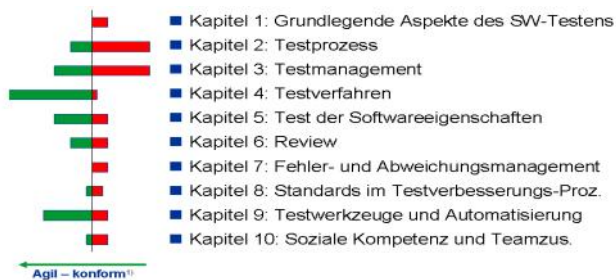 Kapitel 1: Grundlegende Aspekte des SW-Testens
Kapitel 2: Testprozess
Kapitel 3: Testmanagement
Kapitel 4: Testverfahren
Kapitel 5: Test der Softwareeigenschaften
Kapitel 6: Review
Kapitel 7: Fehler- und Abweichungsmanagement
Kapitel 8: Standards im Testverbesserungs-Proz.
Kapitel 9: Testwerkzeuge und Automatisierung
Kapitel 10: Soziale Kompetenz und Teamzus.
Agil – konform¹⁾